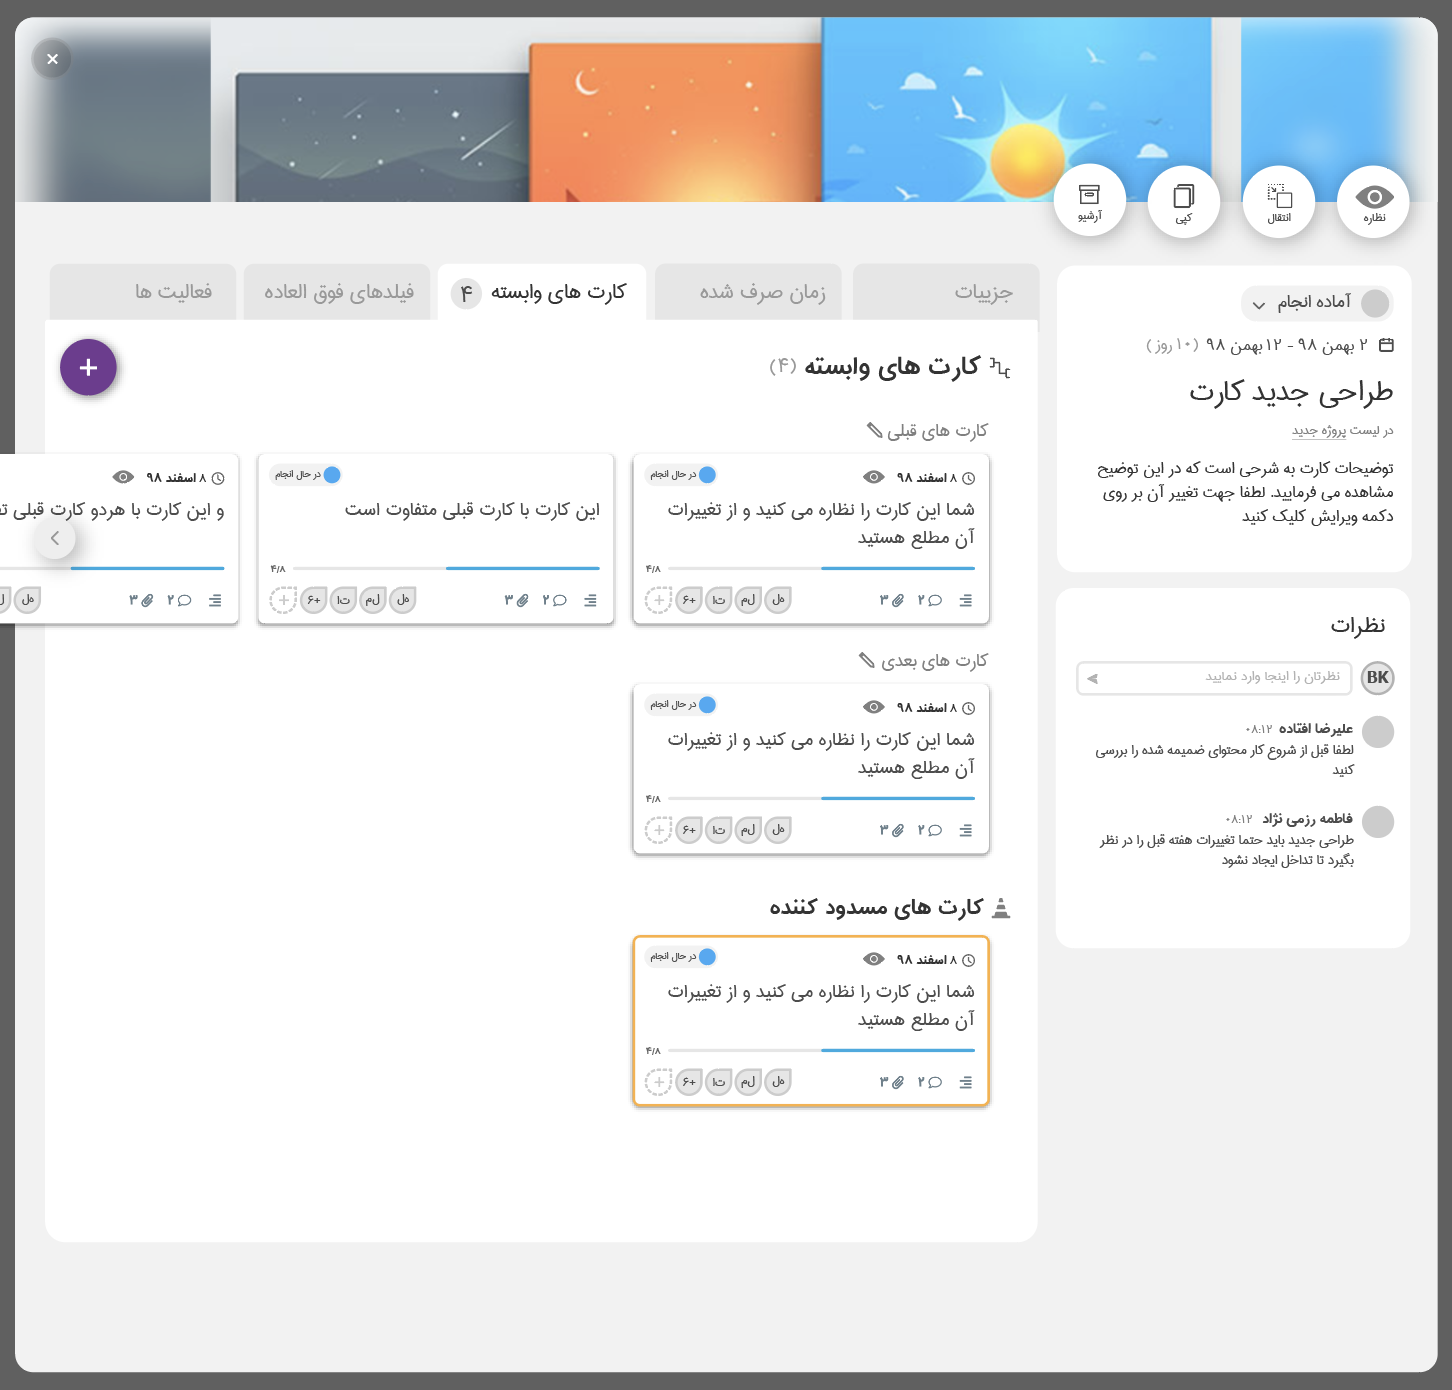 نظاره
انتقال
کپی
آرشیو
آماده انجام
۲ بهمن ۹۸ - ۱۲بهمن ۹۸ (۱۰ روز)
طراحی جدید کارت
در لیست پروژه جدید
توضیحات کارت به شرحی است که در این توضیح
مشاهده می فرمایید. لطفا جهت تغییر آن بر روی
دکمه ویرایش کلیک کنید
نظرات
BK
نظرتان را اینجا وارد نمایید
علیرضا افتاده ۰۸:۱۲
لطفا قبل از شروع کار محتوای ضمیمه شده را بررسی
کنید
فاطمه رزمی نژاد ۰۸:۱۲
طراحی جدید باید حتما تغییرات هفته قبل را در نظر
بگیرد تا تداخل ایجاد نشود
جزییات
زمان صرف شده
کارت های وابسته ۴
فیلدهای فوق العاده
فعالیت ها
کارت های وابسته (۴)
کارت های قبلی
۸ اسفند ۹۸
در حال انجام
شما این کارت را نظاره می کنید و از تغییرات
آن مطلع هستید
۴/۸
۲ ۳
هل لم تا ۶+
در حال انجام
این کارت با کارت قبلی متفاوت است
۴/۸
۲ ۳
هل لم تا ۶+
۸ اسفند ۹۸
و این کارت با هردو کارت قبلی
۲ ۳
هل
کارت های بعدی
۸ اسفند ۹۸
در حال انجام
شما این کارت را نظاره می کنید و از تغییرات
آن مطلع هستید
۴/۸
۲ ۳
هل لم تا ۶+
کارت های مسدود کننده
۸ اسفند ۹۸
در حال انجام
شما این کارت را نظاره می کنید و از تغییرات
آن مطلع هستید
۴/۸
۲ ۳
هل لم تا ۶+